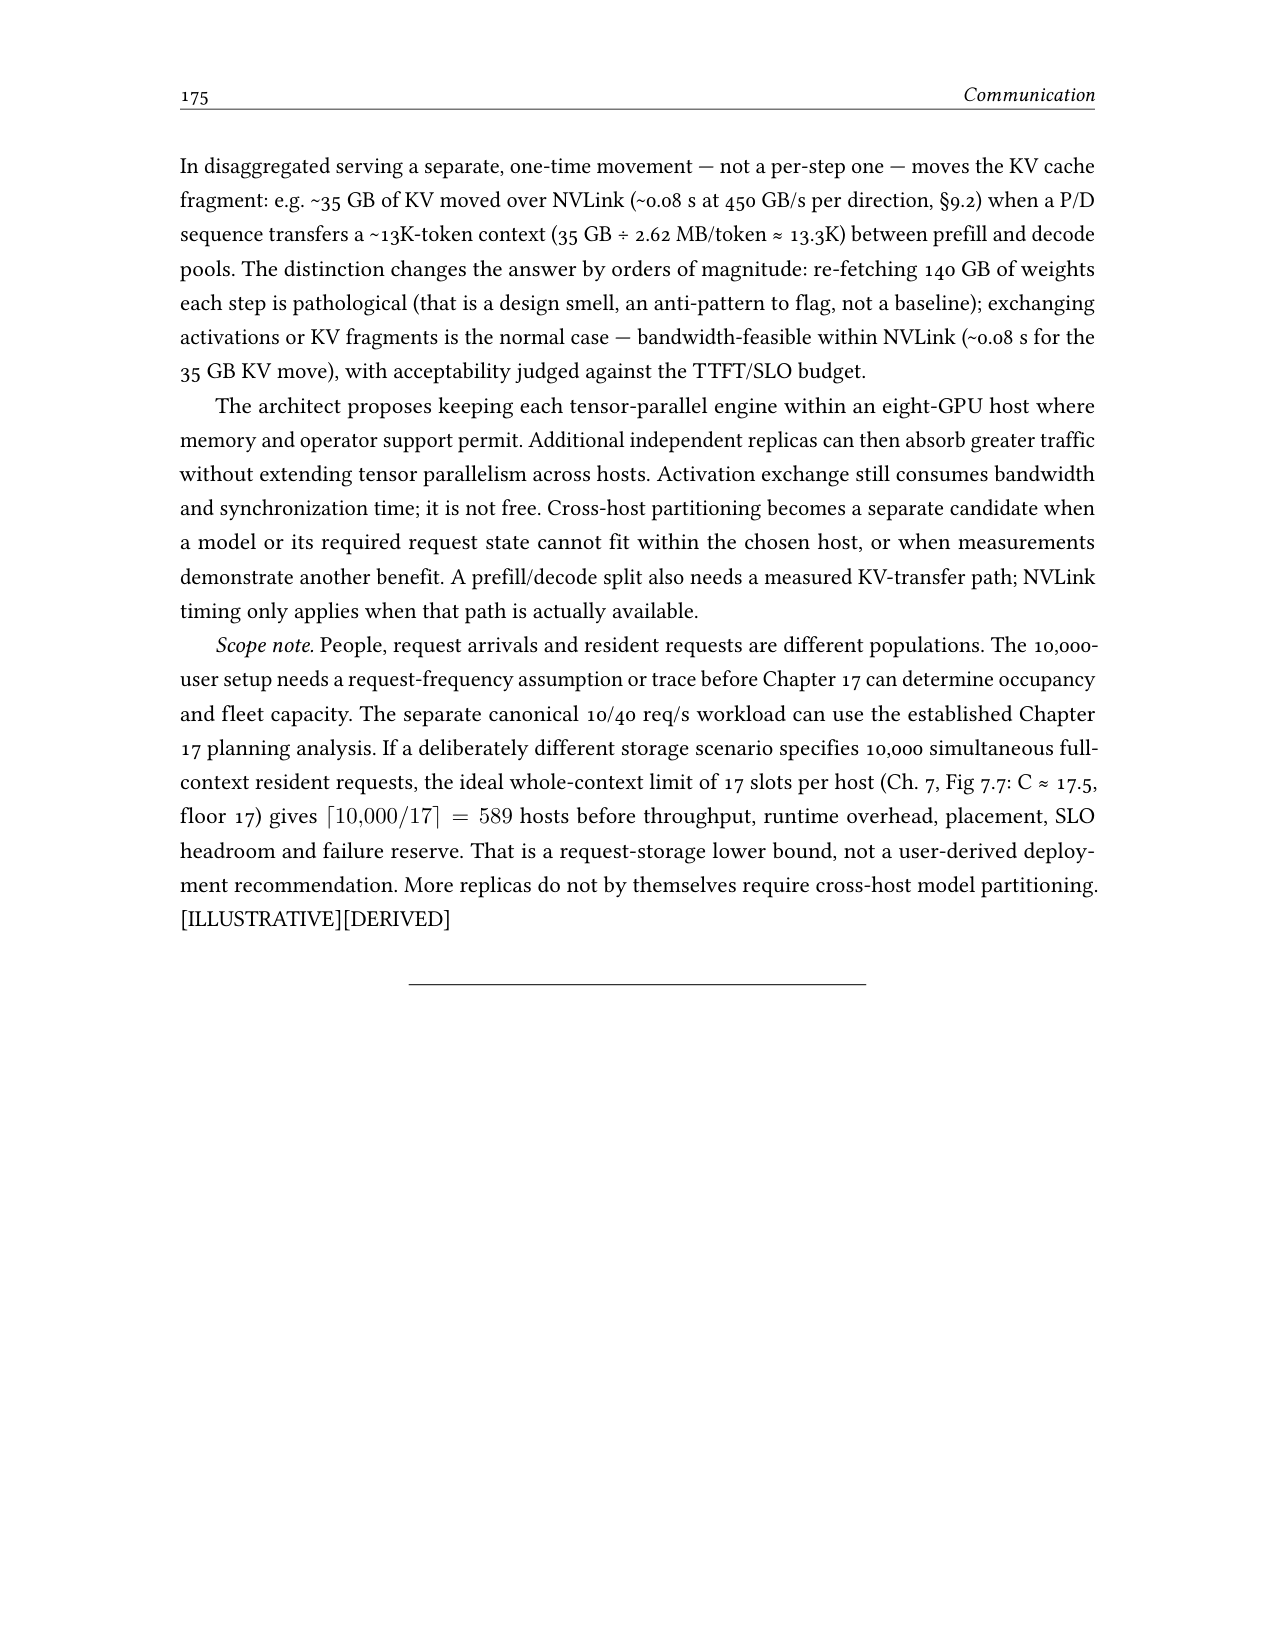 175 Communication
In disaggregated serving a separate, one-time movement — not a per-step one — moves the KV cache
fragment: e.g. ~35 GB of KV moved over NVLink (~0.08 s at 450 GB/s per direction, §9.2) when a P/D
sequence transfers a ~13K-token context (35 GB ÷ 2.62 MB/token ≈ 13.3K) between prefill and decode
pools. The distinction changes the answer by orders of magnitude: re-fetching 140 GB of weights
each step is pathological (that is a design smell, an anti-pattern to flag, not a baseline); exchanging
activations or KV fragments is the normal case — bandwidth-feasible within NVLink (~0.08 s for the
35 GB KV move), with acceptability judged against the TTFT/SLO budget.
The architect proposes keeping each tensor-parallel engine within an eight-GPU host where
memory and operator support permit. Additional independent replicas can then absorb greater traffic
without extending tensor parallelism across hosts. Activation exchange still consumes bandwidth
and synchronization time; it is not free. Cross-host partitioning becomes a separate candidate when
a model or its required request state cannot fit within the chosen host, or when measurements
demonstrate another benefit. A prefill/decode split also needs a measured KV-transfer path; NVLink
timing only applies when that path is actually available.
Scope note. People, request arrivals and resident requests are different populations. The 10,000-
user setup needs a request-frequency assumption or trace before Chapter 17 can determine occupancy
and fleet capacity. The separate canonical 10/40 req/s workload can use the established Chapter
17 planning analysis. If a deliberately different storage scenario specifies 10,000 simultaneous full-
context resident requests, the ideal whole-context limit of 17 slots per host (Ch. 7, Fig 7.7: C ≈ 17.5,
floor 17) gives ⌈10,000/17⌉ = 589 hosts before throughput, runtime overhead, placement, SLO
headroom and failure reserve. That is a request-storage lower bound, not a user-derived deploy-
ment recommendation. More replicas do not by themselves require cross-host model partitioning.
[ILLUSTRATIVE][DERIVED]